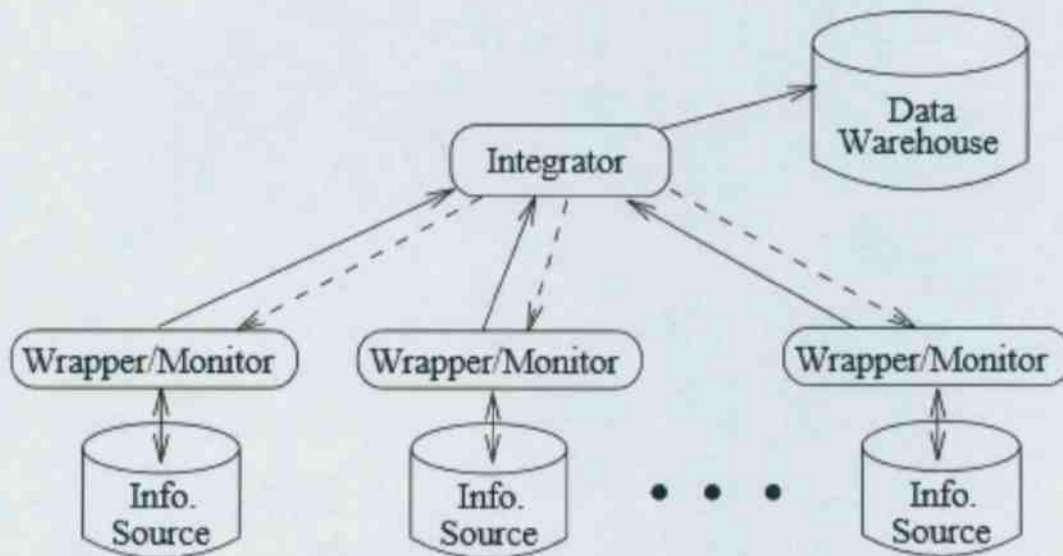 Data
Warehouse
Integrator
Wrapper/Monitor
Wrapper/Monitor
Wrapper/Monitor
Info.
Source
Info.
Source
Info.
Source